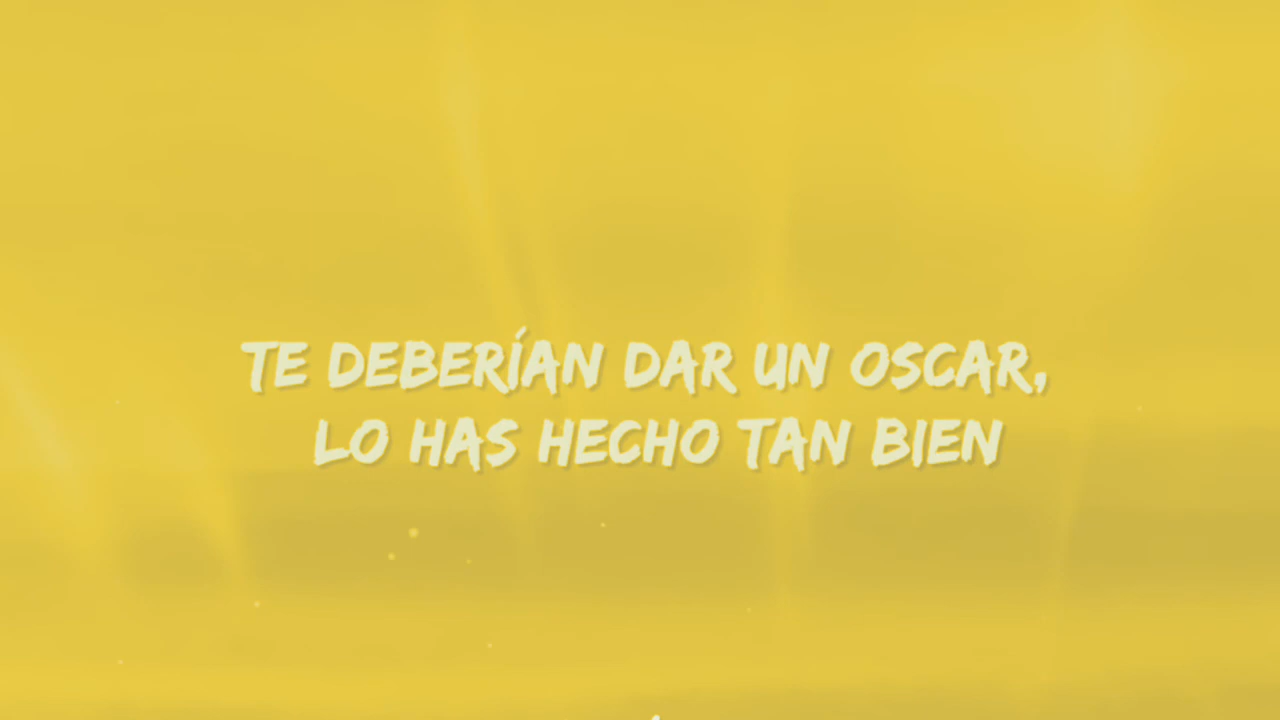 TE DEBERÍAN DAR UN OSCAR,
LO HAS HECHO TAN BIEN